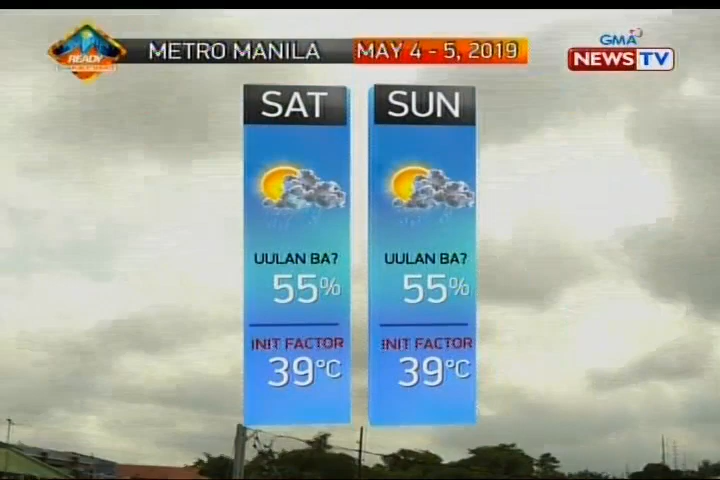 READY
METRO MANILA
MAY 4 - 5, 2019
GMA
NEWS TV
SAT
SUN
UULAN BA?
55%
INIT FACTOR
39°C
UULAN BA?
55%
INIT FACTOR
39°C